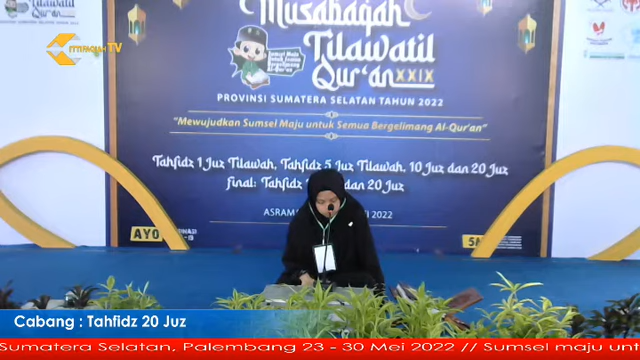 Musabaqah
Tilawatil
Qur'an XXIX
PROVINSI SUMATERA SELATAN TAHUN 2022
"Mewujudkan Sumsel Maju untuk Semua Bergelimang Al-Qur'an"
Tahfidz 1 Juz Tilawah, Tahfidz 5 Juz Tilawah, 10 Juz dan 20 Juz
Final: Tahfidz dan 20 Juz
ASRAMA 2022
AYO
TV
Cabang : Tahfidz 20 Juz
Sumatera Selatan, Palembang 23 - 30 Mei 2022 // Sumsel maju unt